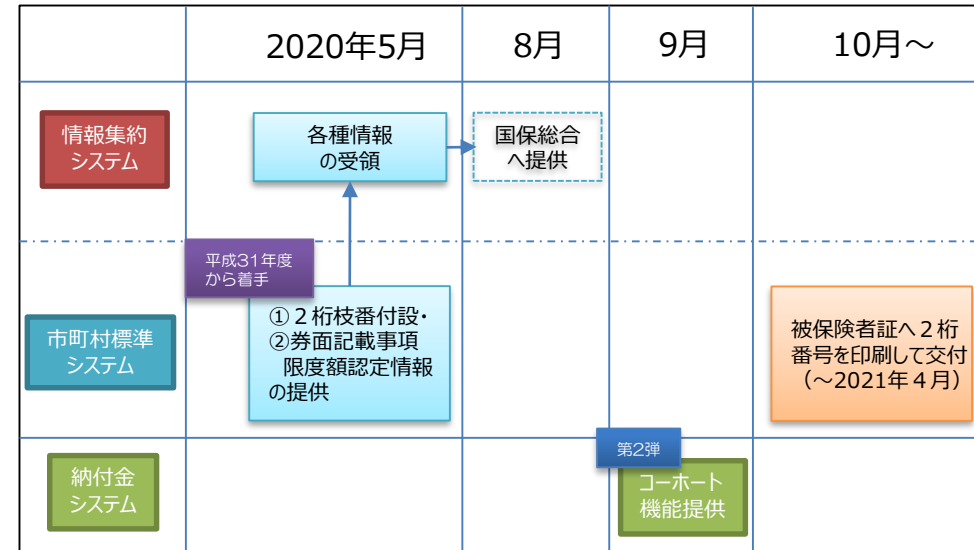 2020年5月
8月
9月
10月～
情報集約
システム
各種情報
の受領
国保総合
へ提供
平成31年度
から着手
市町村標準
システム
①２桁枝番付設・
②券面記載事項
限度額認定情報
の提供
被保険者証へ２桁
番号を印刷して交付
（～2021年４月）
納付金
システム
第2弾
コーホート
機能提供